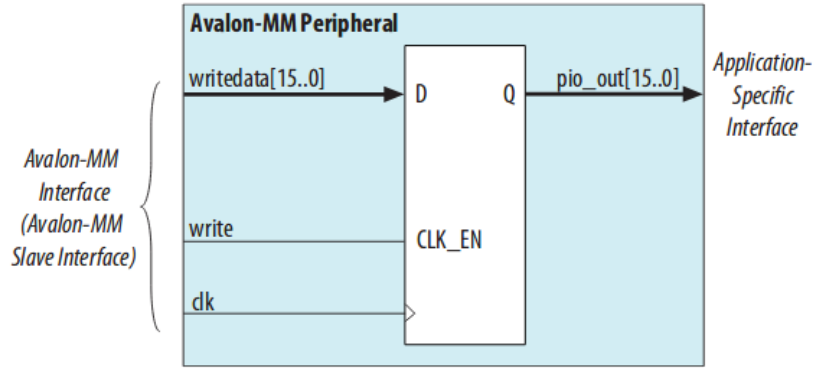 Avalon-MM Peripheral
writedata[15..0]
D
Q
pio_out[15..0]
Application-
Specific
Interface
Avalon-MM
Interface
(Avalon-MM
Slave Interface)
write
CLK_EN
clk